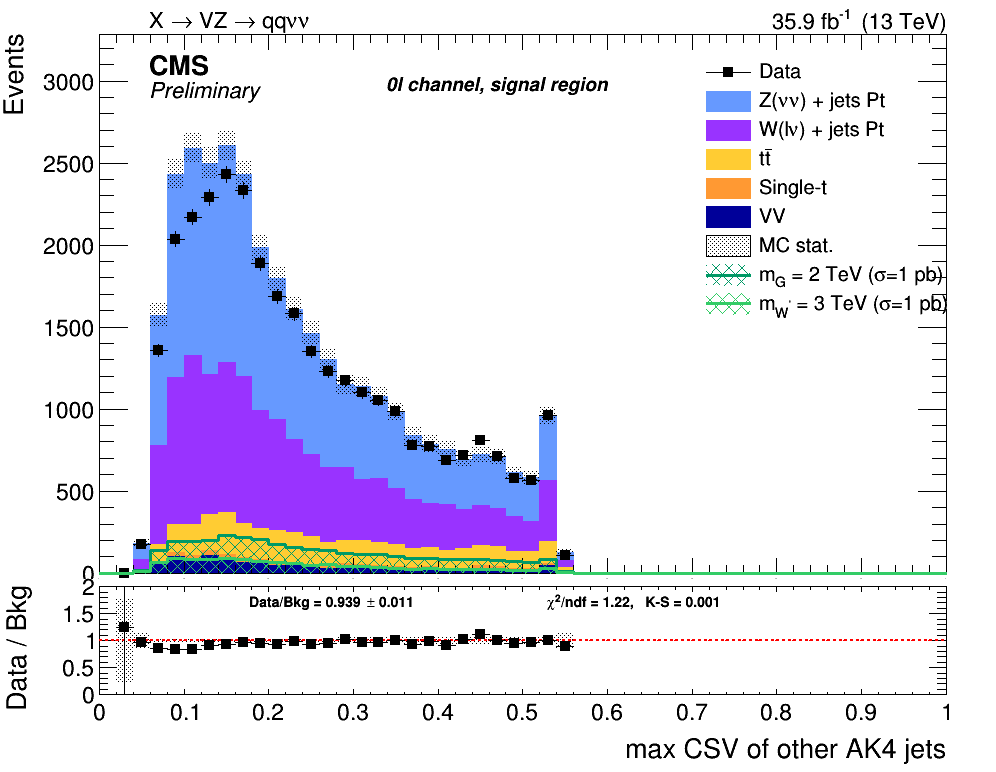 X → VZ → qqνν
35.9 fb⁻¹ (13 TeV)
Events
CMS
Preliminary
0l channel, signal region
Data
Z(νν) + jets Pt
W(lν) + jets Pt
tt̄
Single-t
VV
MC stat.
m_G = 2 TeV (σ=1 pb)
m_W' = 3 TeV (σ=1 pb)
3000
2500
2000
1500
1000
500
0
Data / Bkg
2
1.5
1
0.5
0
Data/Bkg = 0.939 ± 0.011
χ²/ndf = 1.22, K-S = 0.001
0 0.1 0.2 0.3 0.4 0.5 0.6 0.7 0.8 0.9 1
max CSV of other AK4 jets